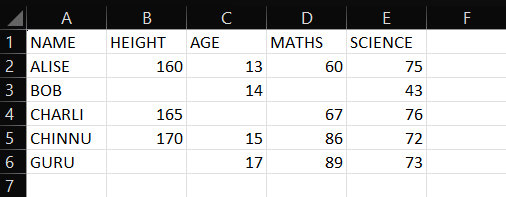 A B C D E F
1 NAME HEIGHT AGE MATHS SCIENCE
2 ALISE 160 13 60 75
3 BOB 14 43
4 CHARLI 165 67 76
5 CHINNU 170 15 86 72
6 GURU 17 89 73
7